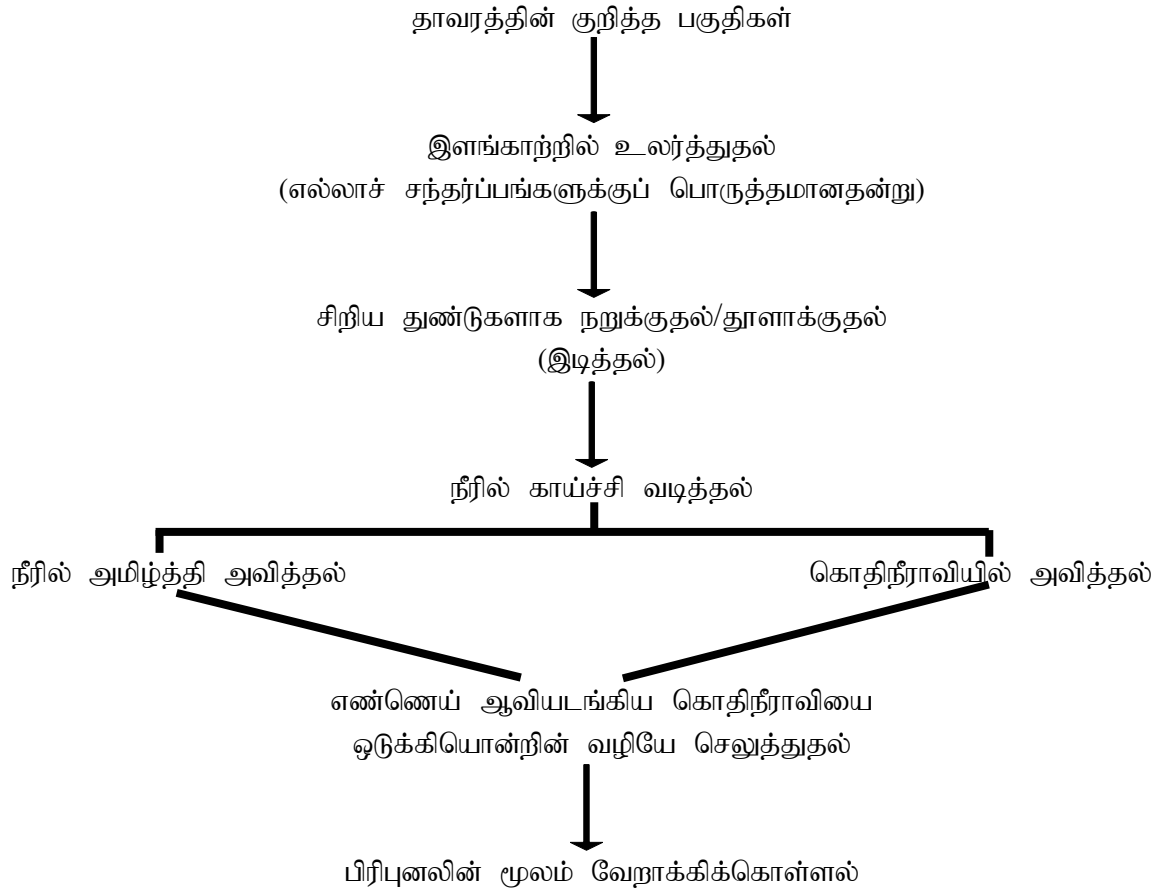 தாவரத்தின் குறித்த பகுதிகள்
இளங்காற்றில் உலர்த்துதல்
(எல்லாச் சந்தர்ப்பங்களுக்குப் பொருத்தமானதன்று)
சிறிய துண்டுகளாக நறுக்குதல்/தூளாக்குதல்
(இடித்தல்)
நீரில் காய்ச்சி வடித்தல்
நீரில் அமிழ்த்தி அவித்தல்
கொதிநீராவியில் அவித்தல்
எண்ணெய் ஆவியடங்கிய கொதிநீராவியை
ஒடுக்கியொன்றின் வழியே செலுத்துதல்
பிரிபுனலின் மூலம் வேறாக்கிக்கொள்ளல்